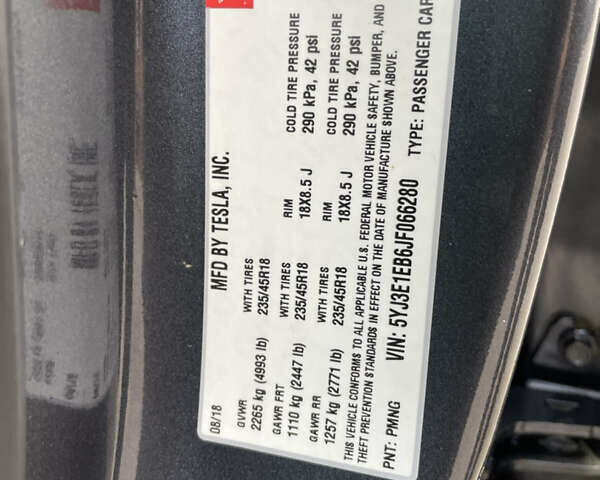 MFD BY TESLA, INC.
08/18
GVWR
2265 kg (4993 lb)
GAWR FRT WITH TIRES RIM COLD TIRE PRESSURE
1110 kg (2447 lb) 235/45R18 18X8.5 J 290 kPa, 42 psi
GAWR RR WITH TIRES RIM COLD TIRE PRESSURE
1257 kg (2771 lb) 235/45R18 18X8.5 J 290 kPa, 42 psi
WITH TIRES
235/45R18
THIS VEHICLE CONFORMS TO ALL APPLICABLE U.S. FEDERAL MOTOR VEHICLE SAFETY, BUMPER, AND
THEFT PREVENTION STANDARDS IN EFFECT ON THE DATE OF MANUFACTURE SHOWN ABOVE.
PNT: PMNG VIN: 5YJ3E1EB6JF066280 TYPE: PASSENGER CAR